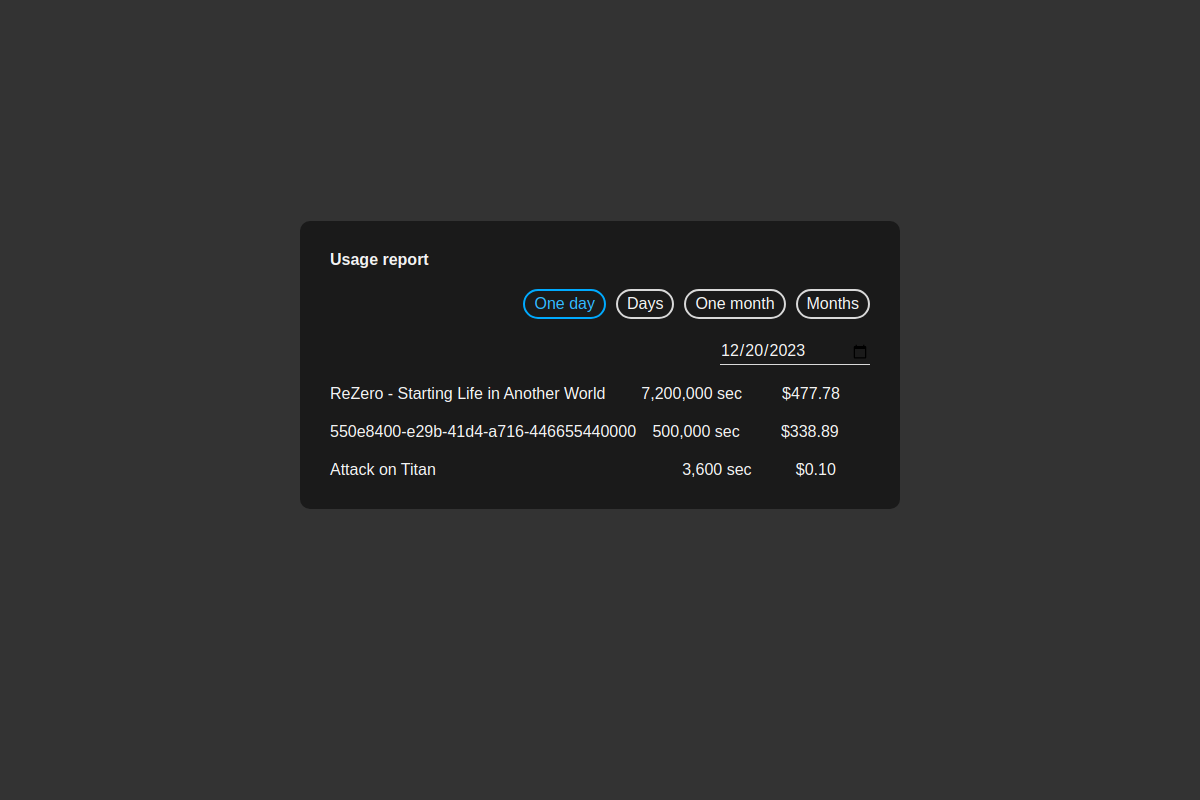 Usage report
One day Days One month Months
12/20/2023
ReZero - Starting Life in Another World 7,200,000 sec $477.78
550e8400-e29b-41d4-a716-446655440000 500,000 sec $338.89
Attack on Titan 3,600 sec $0.10